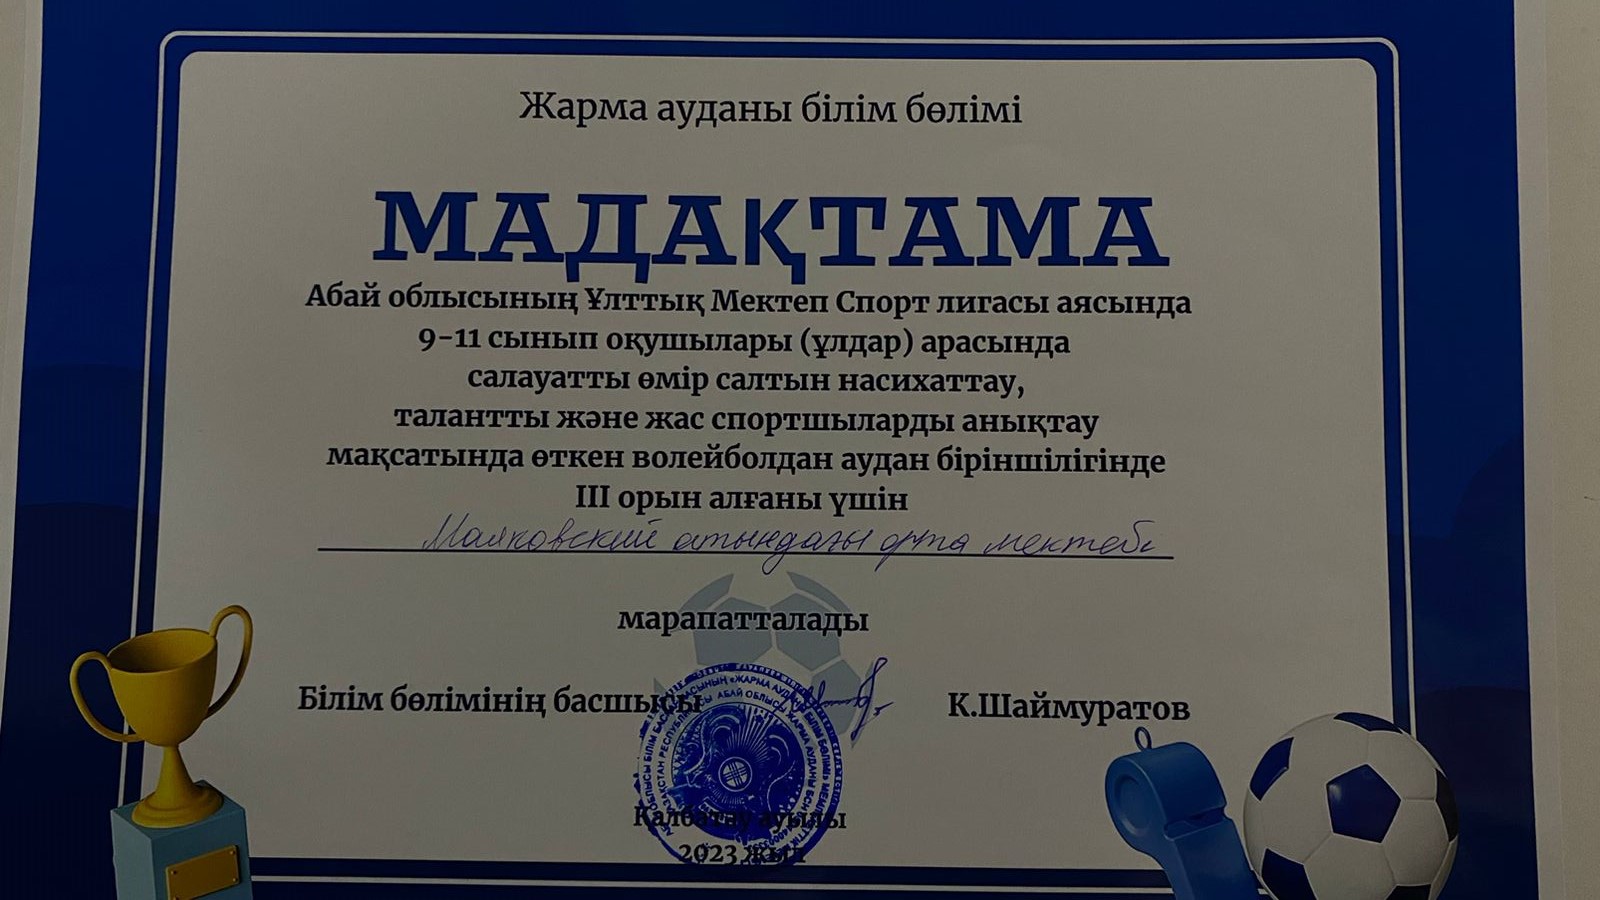 Жарма ауданы білім бөлімі
МАДАҚТАМА
Абай облысының Ұлттық Мектеп Спорт лигасы аясында
9-11 сынып оқушылары (ұлдар) арасында
салауатты өмір салтын насихаттау,
талантты және жас спортшыларды анықтау
мақсатында өткен волейболдан аудан біріншілігінде
III орын алғаны үшін
Маяковский атындағы орта мектебі
марапатталады
Білім бөлімінің басшысы К.Шаймуратов
Қалбатау ауылы
2023 жыл